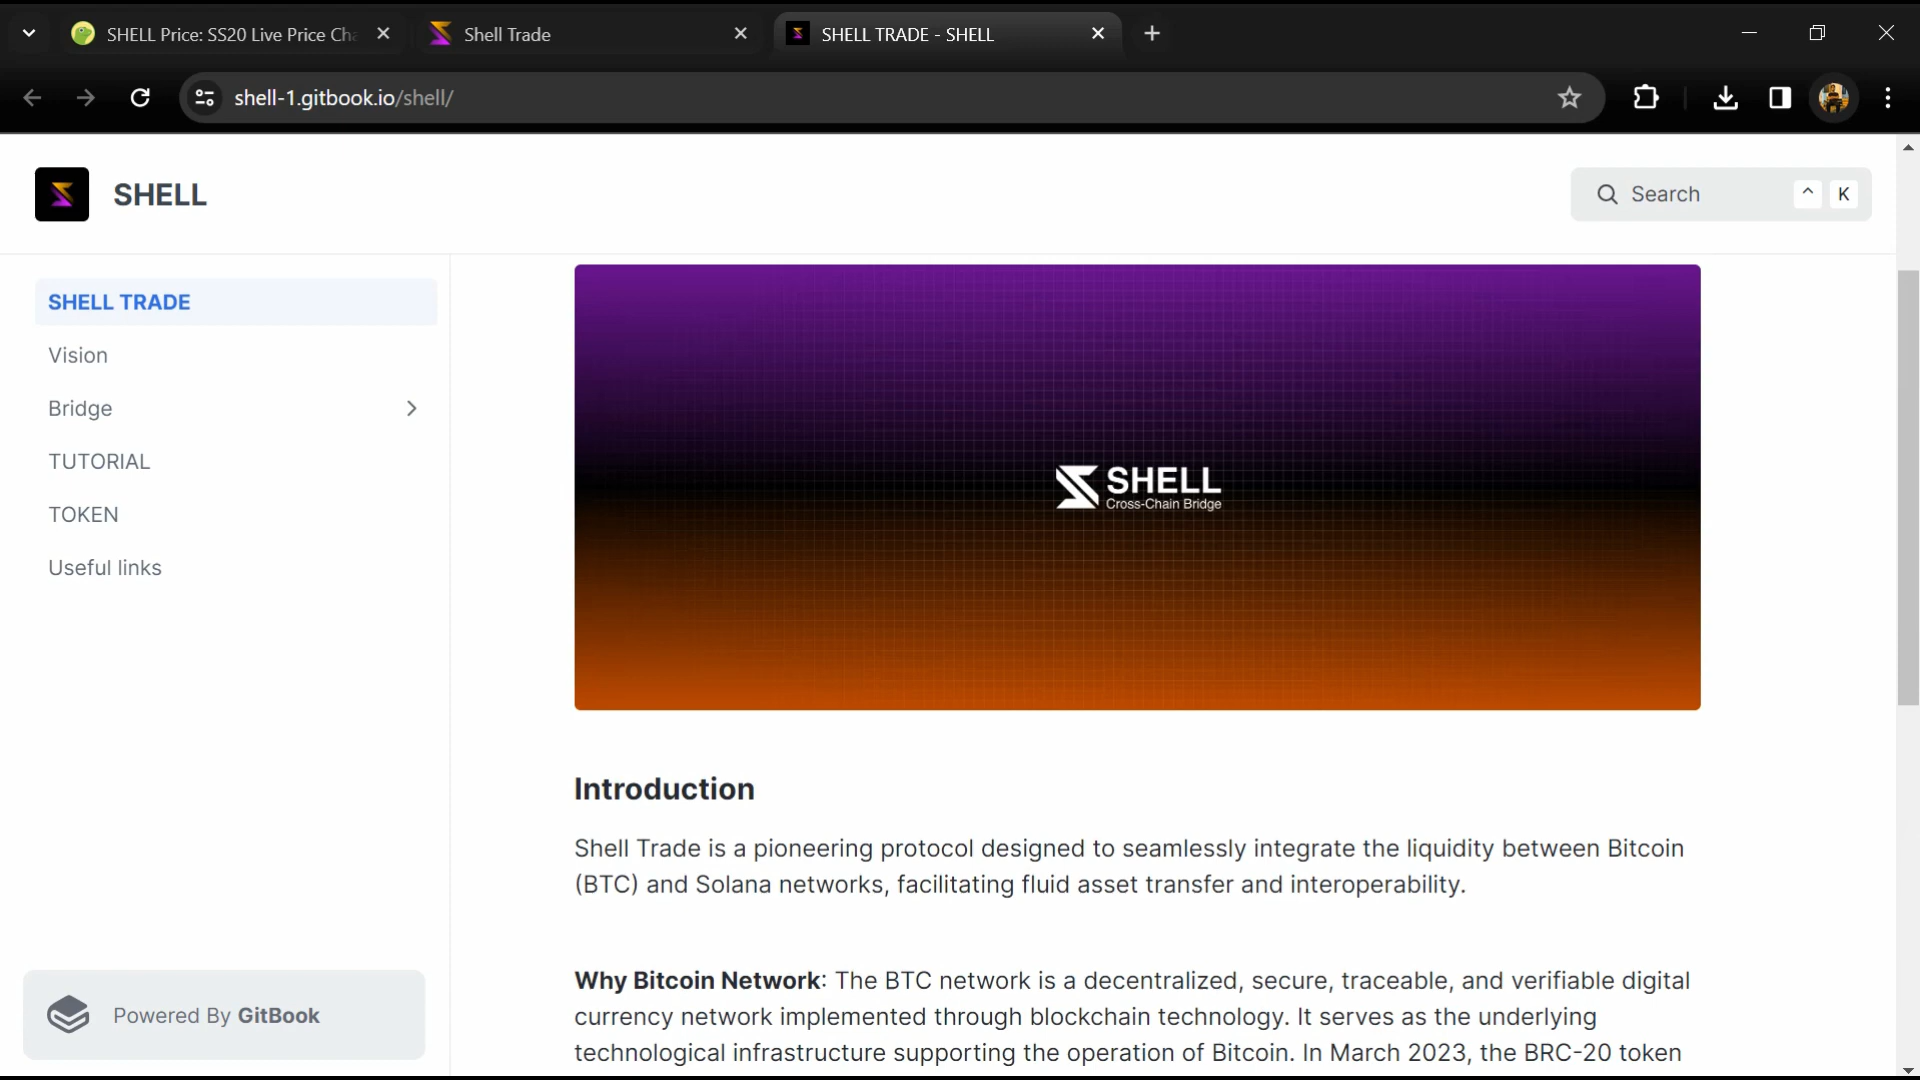 SHELL Price: SS20 Live Price Cha
Shell Trade
SHELL TRADE - SHELL
shell-1.gitbook.io/shell/
SHELL
Search
^
K
SHELL TRADE
Vision
Bridge
TUTORIAL
TOKEN
Useful links
SHELL
Cross-Chain Bridge
Introduction
Shell Trade is a pioneering protocol designed to seamlessly integrate the liquidity between Bitcoin
(BTC) and Solana networks, facilitating fluid asset transfer and interoperability.
Why Bitcoin Network: The BTC network is a decentralized, secure, traceable, and verifiable digital
currency network implemented through blockchain technology. It serves as the underlying
technological infrastructure supporting the operation of Bitcoin. In March 2023, the BRC-20 token
Powered By GitBook